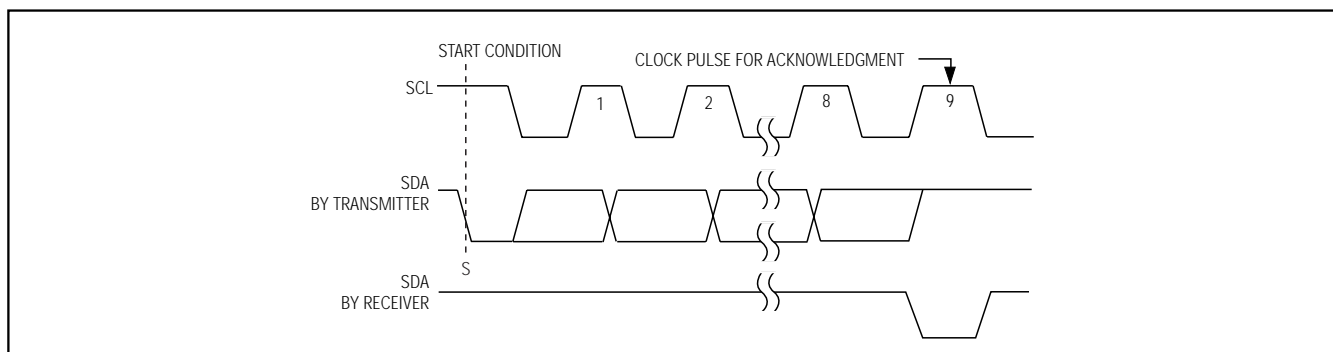 START CONDITION
CLOCK PULSE FOR ACKNOWLEDGMENT
SCL
1
2
8
9
SDA
BY TRANSMITTER
S
SDA
BY RECEIVER